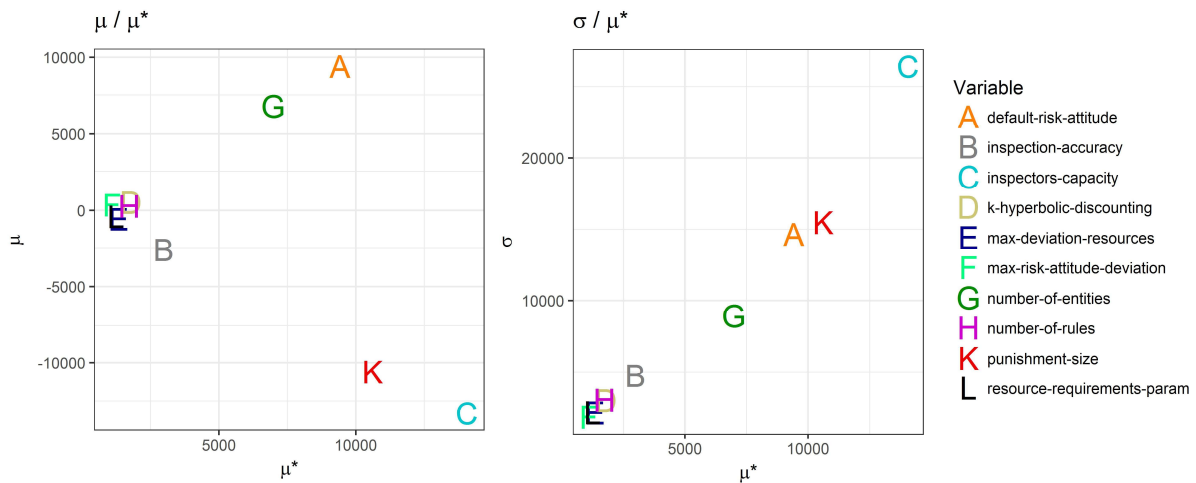 μ / μ*
10000
5000
0
-5000
-10000
μ
5000
10000
μ*
A
G
F
D
H
E
L
B
K
C
σ / μ*
20000
10000
σ
5000
10000
μ*
C
K
A
G
B
D
H
F
E
L
Variable
A default-risk-attitude
B inspection-accuracy
C inspectors-capacity
D k-hyperbolic-discounting
E max-deviation-resources
F max-risk-attitude-deviation
G number-of-entities
H number-of-rules
K punishment-size
L resource-requirements-param